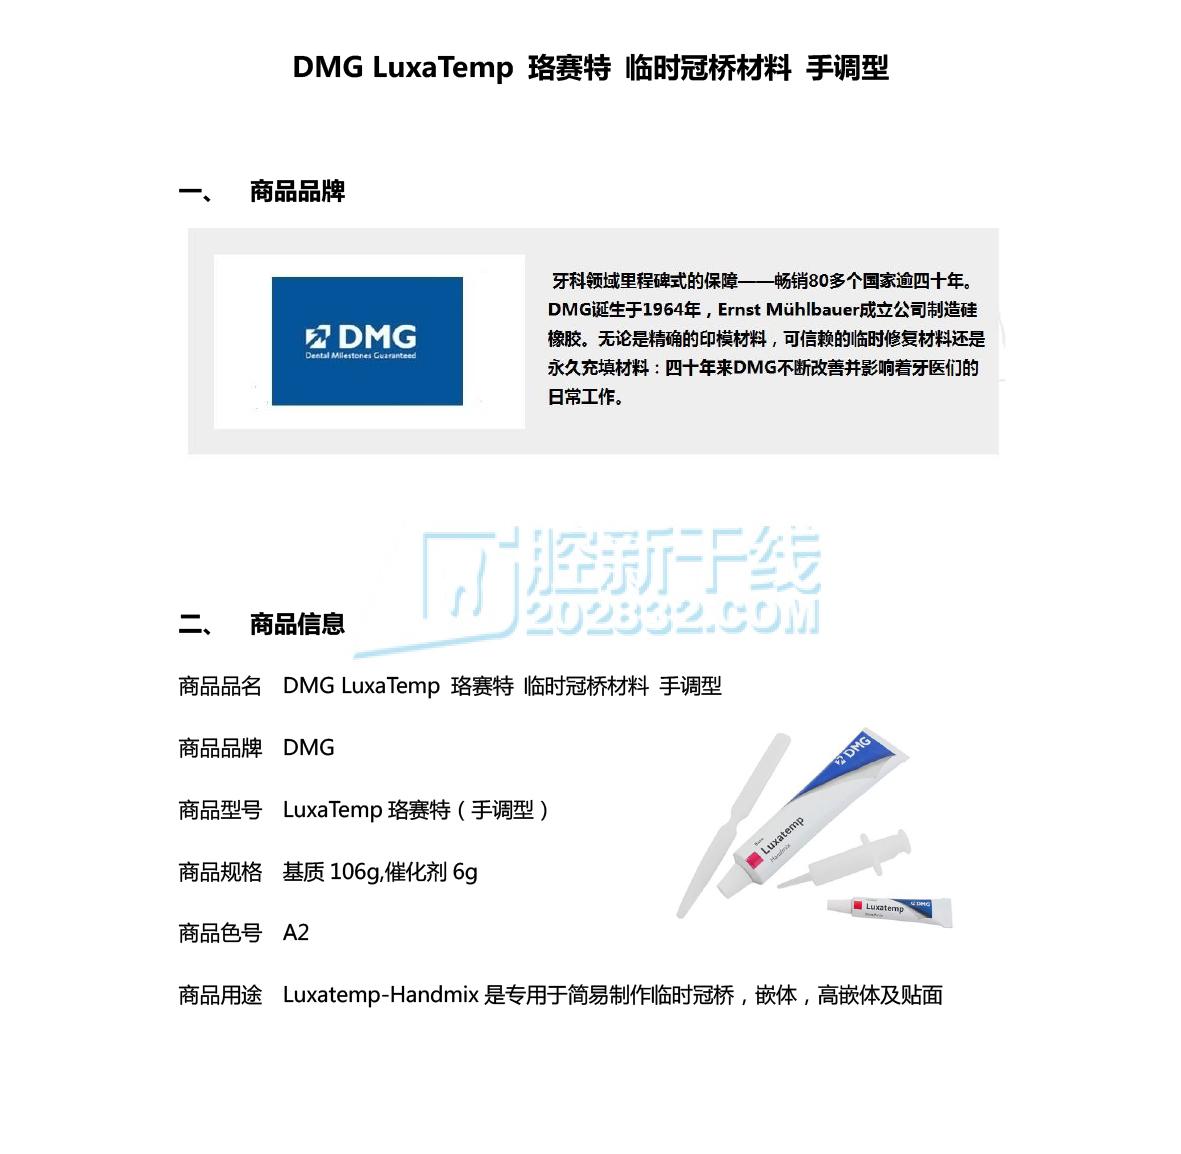 DMG LuxaTemp 珞赛特 临时冠桥材料 手调型
一、 商品品牌
DMG
Dental Milestones Guaranteed
牙科领域里程碑式的保障——畅销80多个国家逾四十年。
DMG诞生于1964年，Ernst Mühlbauer成立公司制造硅
橡胶。无论是精确的印模材料，可信赖的临时修复材料还是
永久充填材料：四十年来DMG不断改善并影响着牙医们的
日常工作。
腔新干线
202832.COM
二、 商品信息
商品品名 DMG LuxaTemp 珞赛特 临时冠桥材料 手调型
商品品牌 DMG
商品型号 LuxaTemp 珞赛特（手调型）
商品规格 基质 106g,催化剂 6g
商品色号 A2
商品用途 Luxatemp-Handmix 是专用于简易制作临时冠桥，嵌体，高嵌体及贴面
DMG
Base
Luxatemp
Handmix
Luxatemp
DMG